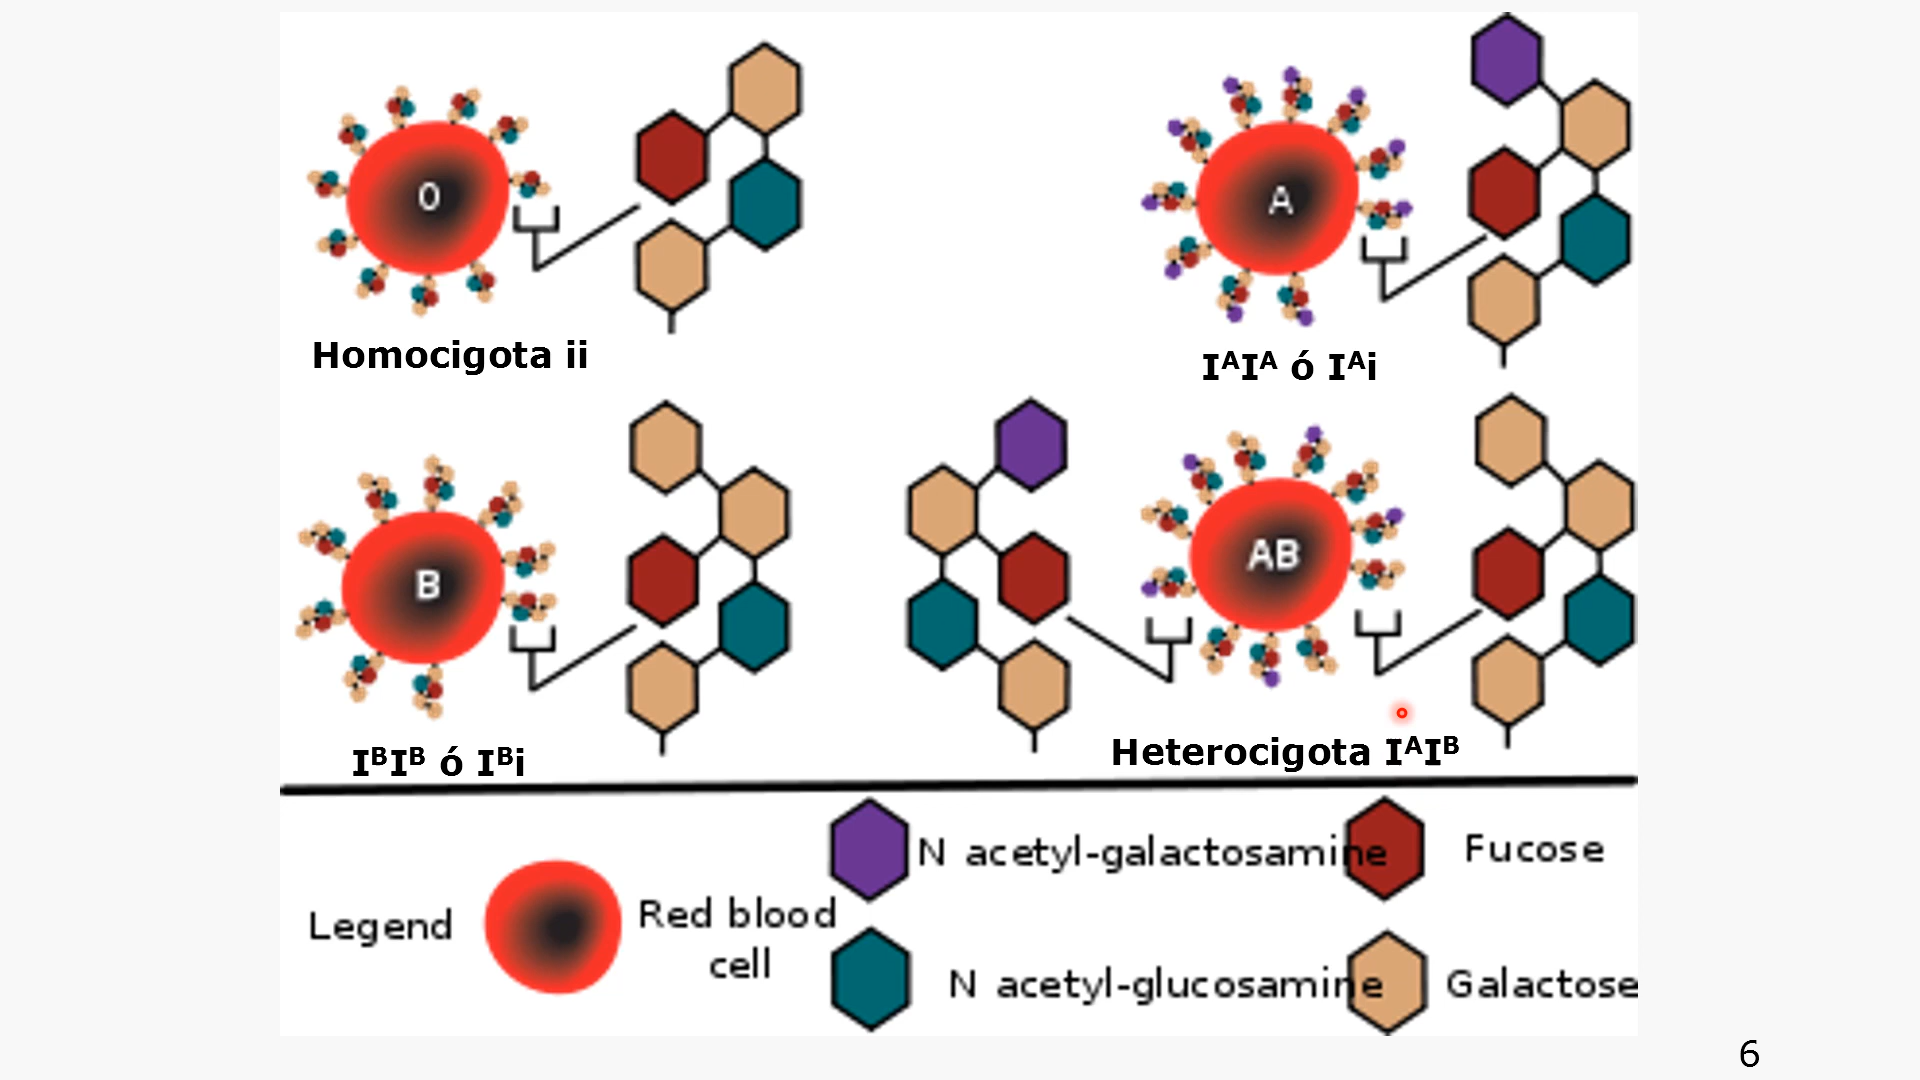 0
A
Homocigota ii
IᴬIᴬ ó Iᴬi
B
AB
IᴮIᴮ ó Iᴮi
Heterocigota IᴬIᴮ
Legend
Red blood
cell
N acetyl-galactosamine
Fucose
N acetyl-glucosamine
Galactose
6